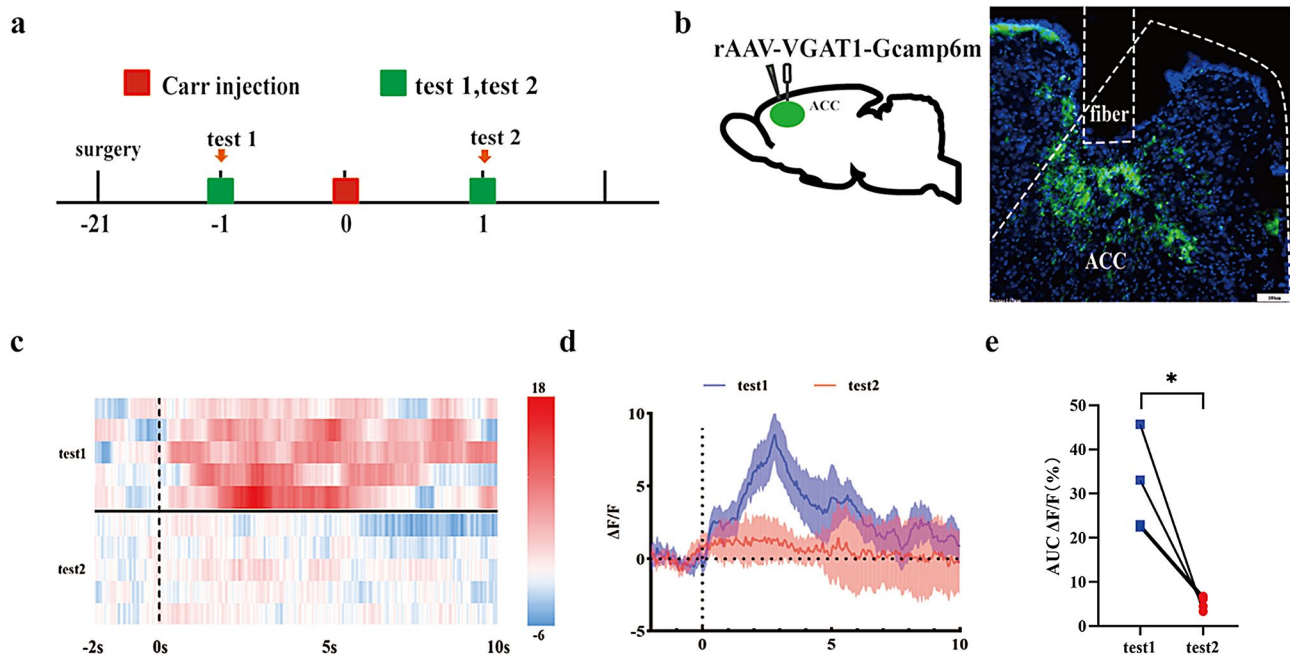 a
Carr injection
test 1,test 2
surgery
test 1
test 2
-21
-1
0
1
b
rAAV-VGAT1-Gcamp6m
ACC
fiber
ACC
c
test1
test2
18
-6
-2s
0s
5s
10s
d
test1
test2
ΔF/F
10
5
0
-5
0
5
10
e
*
AUC ΔF/F(%)
50
40
30
20
10
0
test1
test2